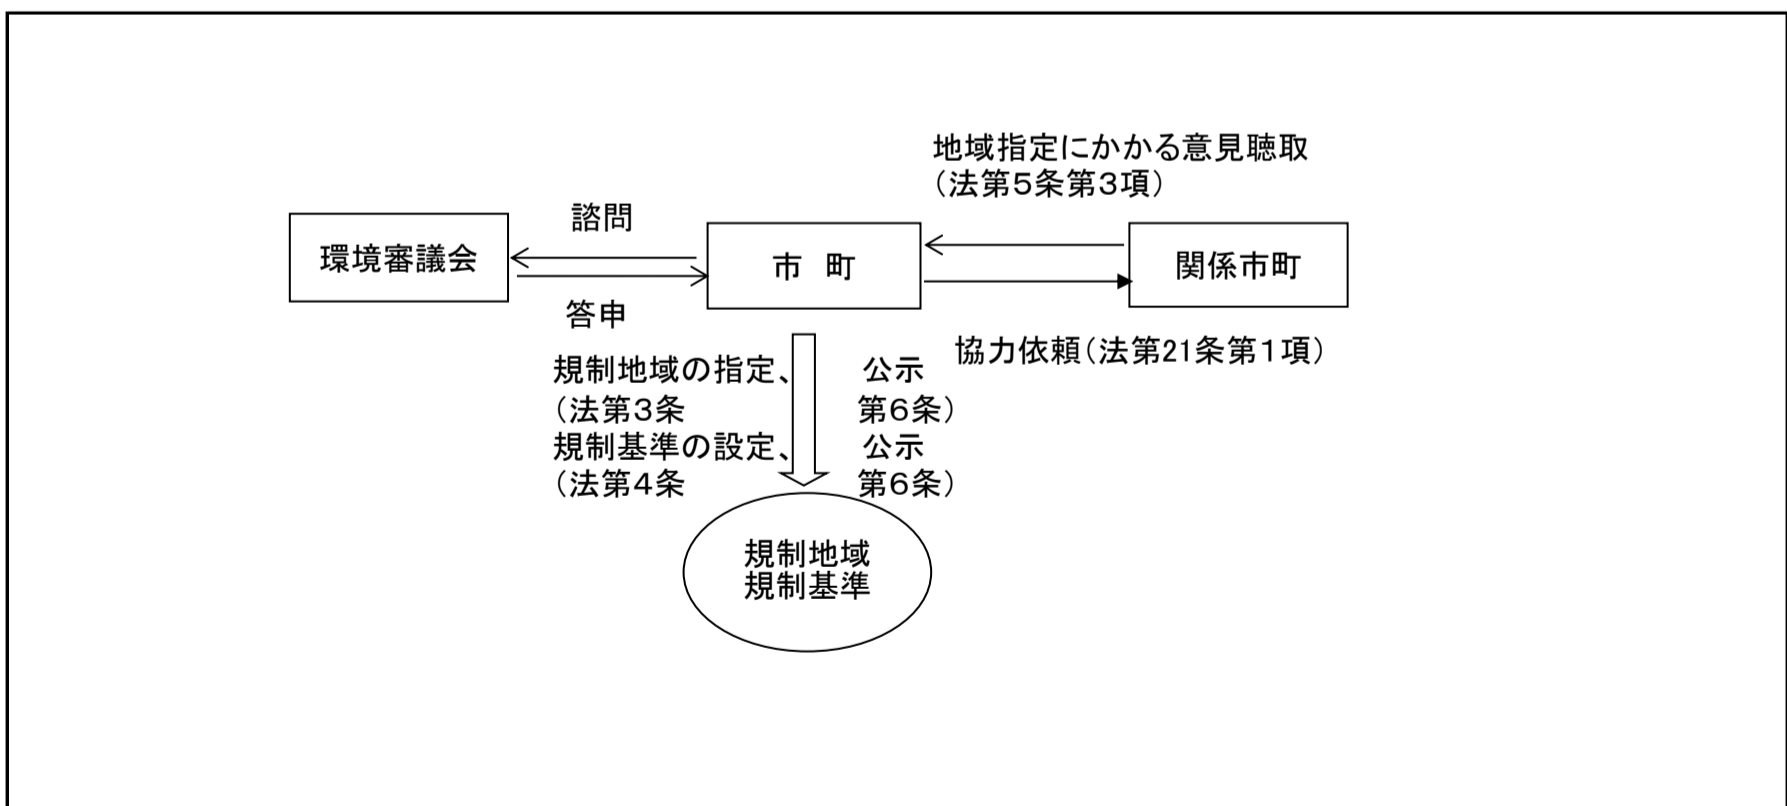 地域指定にかかる意見聴取
（法第５条第３項）
諮問
環境審議会
市　町
関係市町
答申
協力依頼（法第21条第１項）
規制地域の指定、　　公示
（法第３条　　　　　第６条）
規制基準の設定、　　公示
（法第４条　　　　　第６条）
規制地域
規制基準